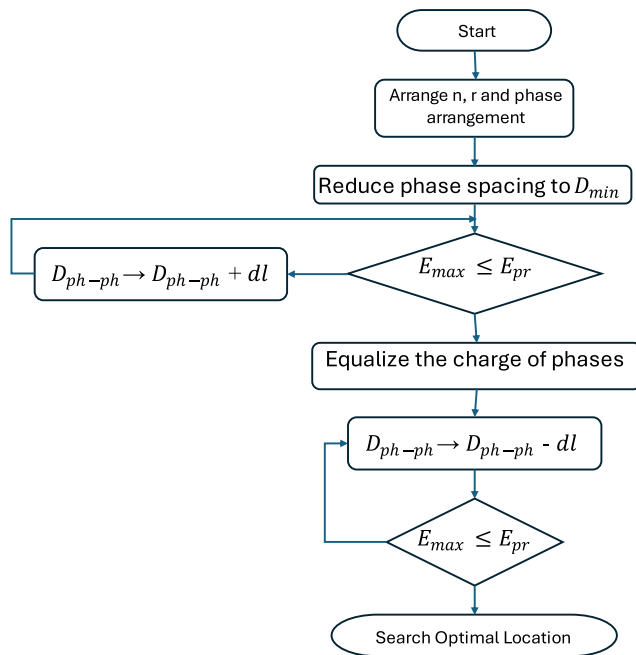 Start
Arrange n, r and phase
arrangement
Reduce phase spacing to D_min
E_max ≤ E_pr
D_ph−ph → D_ph−ph + dl
Equalize the charge of phases
D_ph−ph → D_ph−ph - dl
E_max ≤ E_pr
Search Optimal Location